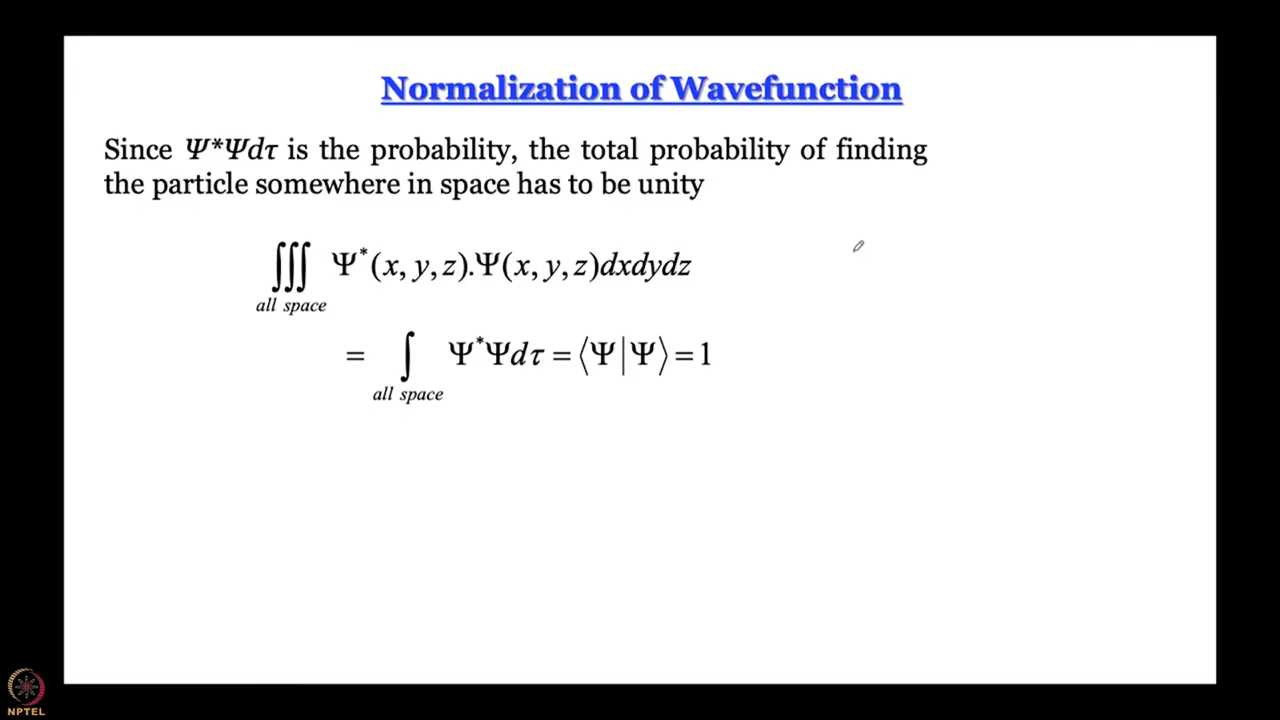 Normalization of Wavefunction
Since Ψ*Ψdτ is the probability, the total probability of finding
the particle somewhere in space has to be unity
∭ Ψ*(x, y, z).Ψ(x, y, z)dxdydz
all space
= ∫ Ψ*Ψdτ = ⟨Ψ|Ψ⟩ = 1
all space
NPTEL